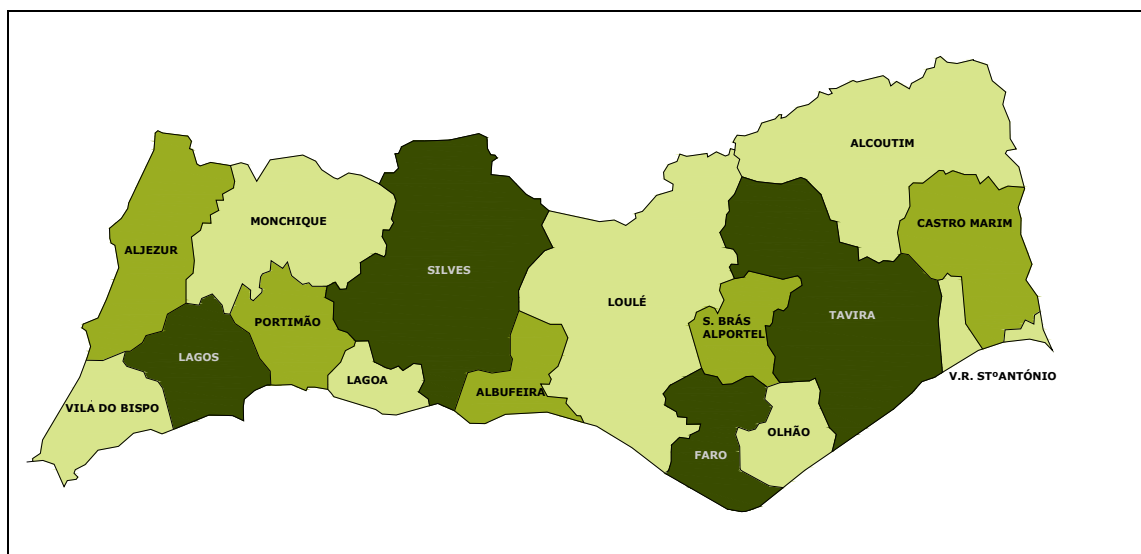 ALCOUTIM
MONCHIQUE
CASTRO MARIM
ALJEZUR
SILVES
LOULÉ
PORTIMÃO
S. BRÁS
ALPORTEL
TAVIRA
LAGOS
LAGOA
ALBUFEIRA
V.R. STºANTÓNIO
VILA DO BISPO
OLHÃO
FARO